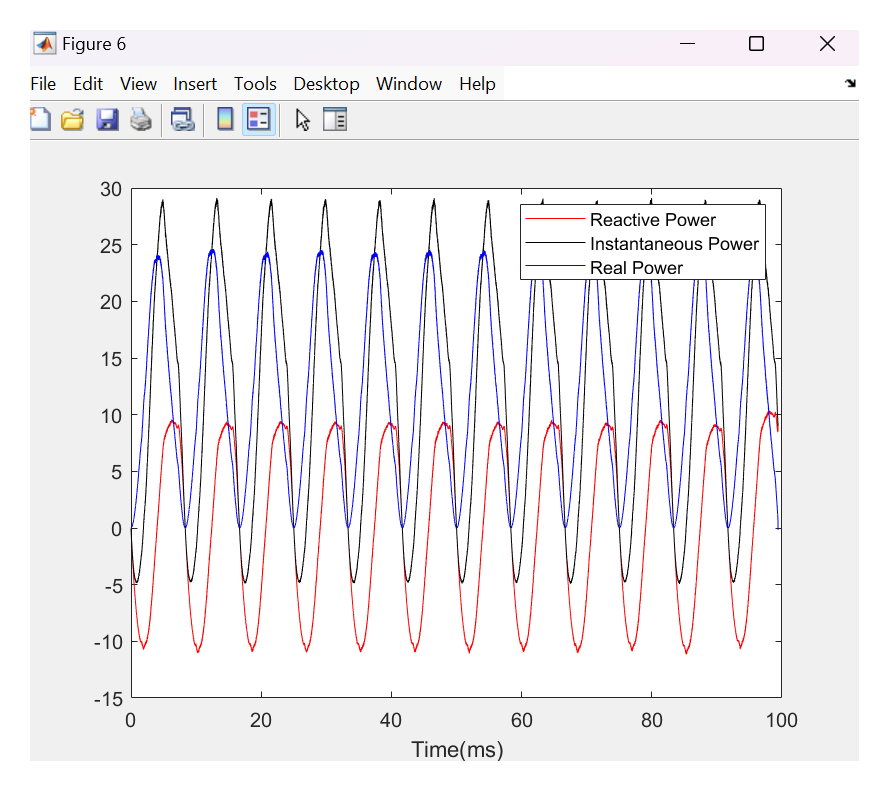 Figure 6
File Edit View Insert Tools Desktop Window Help
30
25
20
15
10
5
0
-5
-10
-15
Reactive Power
Instantaneous Power
Real Power
0 20 40 60 80 100
Time(ms)